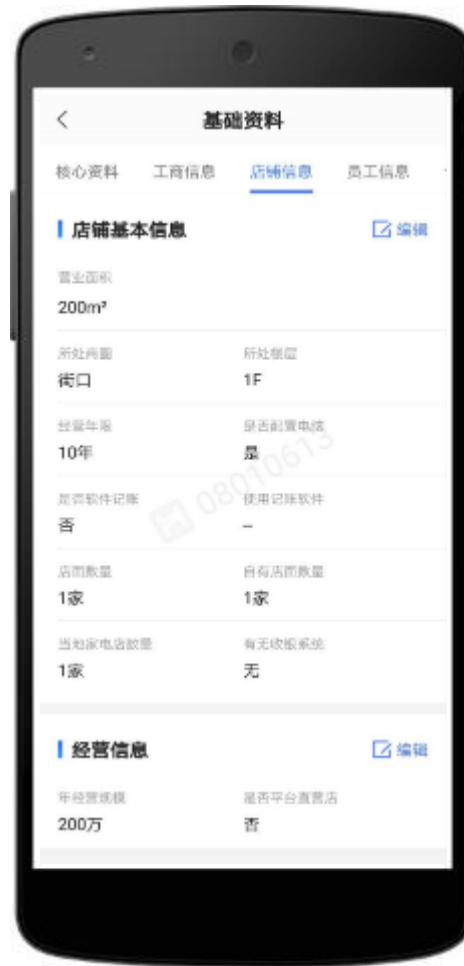 基础资料
核心资料 工商信息 店铺信息 员工信息
店铺基本信息 编辑
营业面积
200m²
所处商圈 所处楼层
街口 1F
经营年限 是否配置电脑
10年 是
08010613
是否软件记账 使用记账软件
否 –
店面数量 自有店面数量
1家 1家
当地家电店数量 有无收银系统
1家 无
经营信息 编辑
年经营规模 是否平台直营店
200万 否